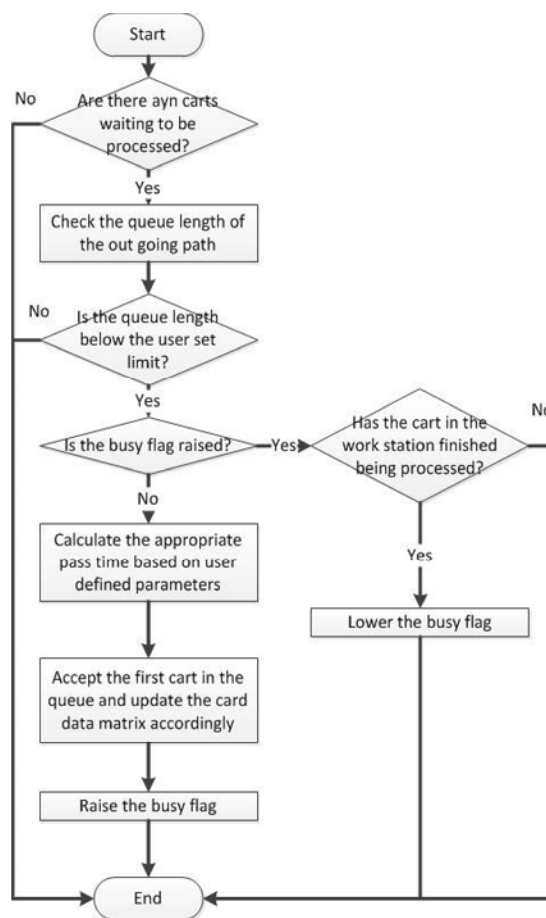 Start
No
Are there ayn carts
waiting to be
processed?
Yes
Check the queue length of
the out going path
No
Is the queue length
below the user set
limit?
Yes
Is the busy flag raised?
Yes
Has the cart in the
work station finished
being processed?
No
No
Yes
Calculate the appropriate
pass time based on user
defined parameters
Lower the busy flag
Accept the first cart in the
queue and update the card
data matrix accordingly
Raise the busy flag
End